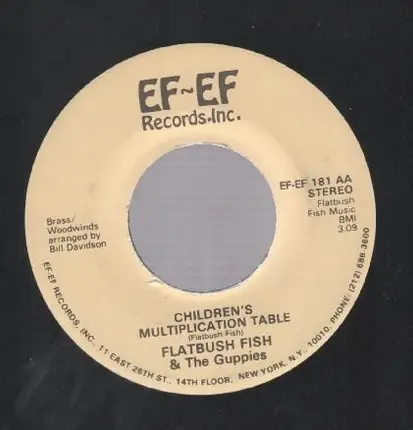 EF~EF
Records, Inc.
EF-EF 181 AA
STEREO
Flatbush
Fish Music
BMI
3.09
Brass/
Woodwinds
arranged by
Bill Davidson
CHILDREN'S
MULTIPLICATION TABLE
(Flatbush Fish)
FLATBUSH FISH
& The Guppies
EF-EF RECORDS, INC., 11 EAST 26TH ST., 14TH FLOOR, NEW YORK, N.Y., 10010, PHONE: (212) 686 3600